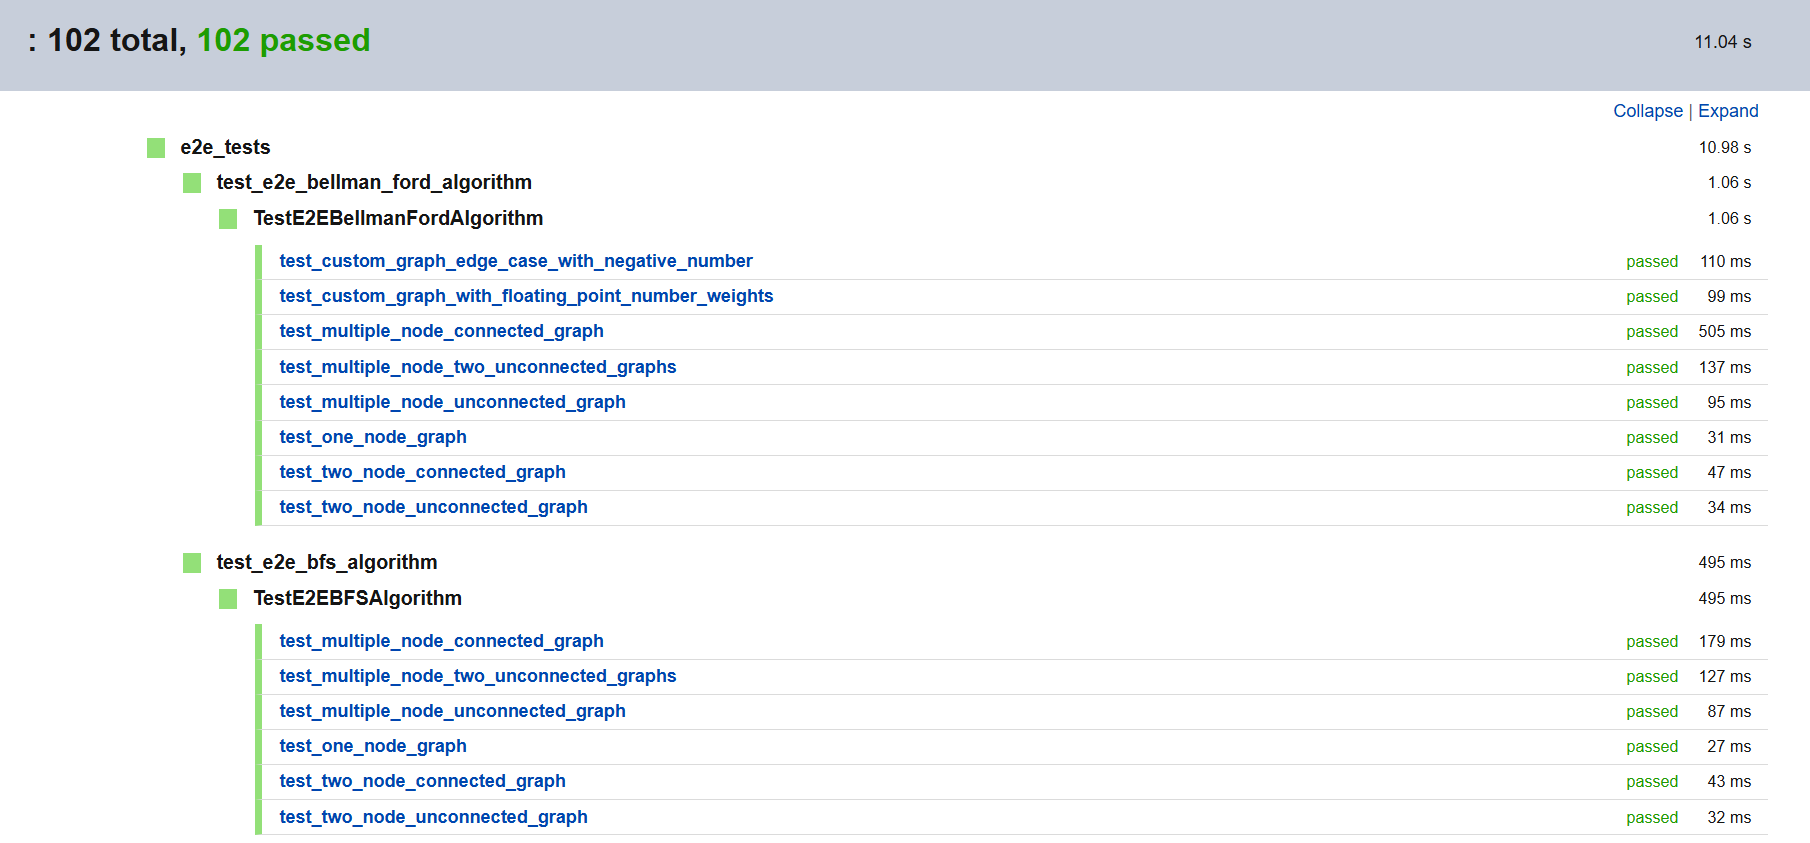 : 102 total, 102 passed 11.04 s
Collapse | Expand
e2e_tests 10.98 s
test_e2e_bellman_ford_algorithm 1.06 s
TestE2EBellmanFordAlgorithm 1.06 s
test_custom_graph_edge_case_with_negative_number passed 110 ms
test_custom_graph_with_floating_point_number_weights passed 99 ms
test_multiple_node_connected_graph passed 505 ms
test_multiple_node_two_unconnected_graphs passed 137 ms
test_multiple_node_unconnected_graph passed 95 ms
test_one_node_graph passed 31 ms
test_two_node_connected_graph passed 47 ms
test_two_node_unconnected_graph passed 34 ms
test_e2e_bfs_algorithm 495 ms
TestE2EBFSAlgorithm 495 ms
test_multiple_node_connected_graph passed 179 ms
test_multiple_node_two_unconnected_graphs passed 127 ms
test_multiple_node_unconnected_graph passed 87 ms
test_one_node_graph passed 27 ms
test_two_node_connected_graph passed 43 ms
test_two_node_unconnected_graph passed 32 ms